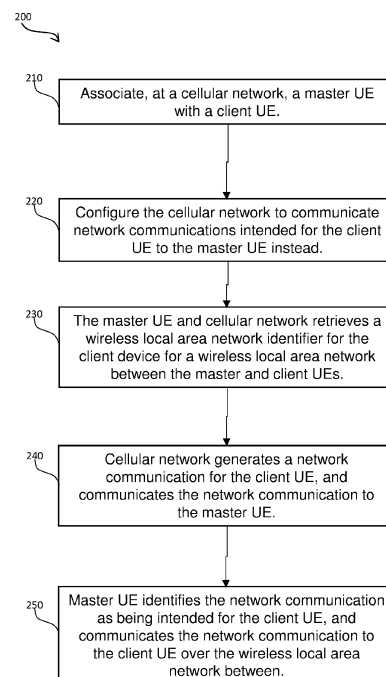 200
210
Associate, at a cellular network, a master UE
with a client UE.
220
Configure the cellular network to communicate
network communications intended for the client
UE to the master UE instead.
230
The master UE and cellular network retrieves a
wireless local area network identifier for the
client device for a wireless local area network
between the master and client UEs.
240
Cellular network generates a network
communication for the client UE, and
communicates the network communication to
the master UE.
250
Master UE identifies the network communication
as being intended for the client UE, and
communicates the network communication to
the client UE over the wireless local area
network between.